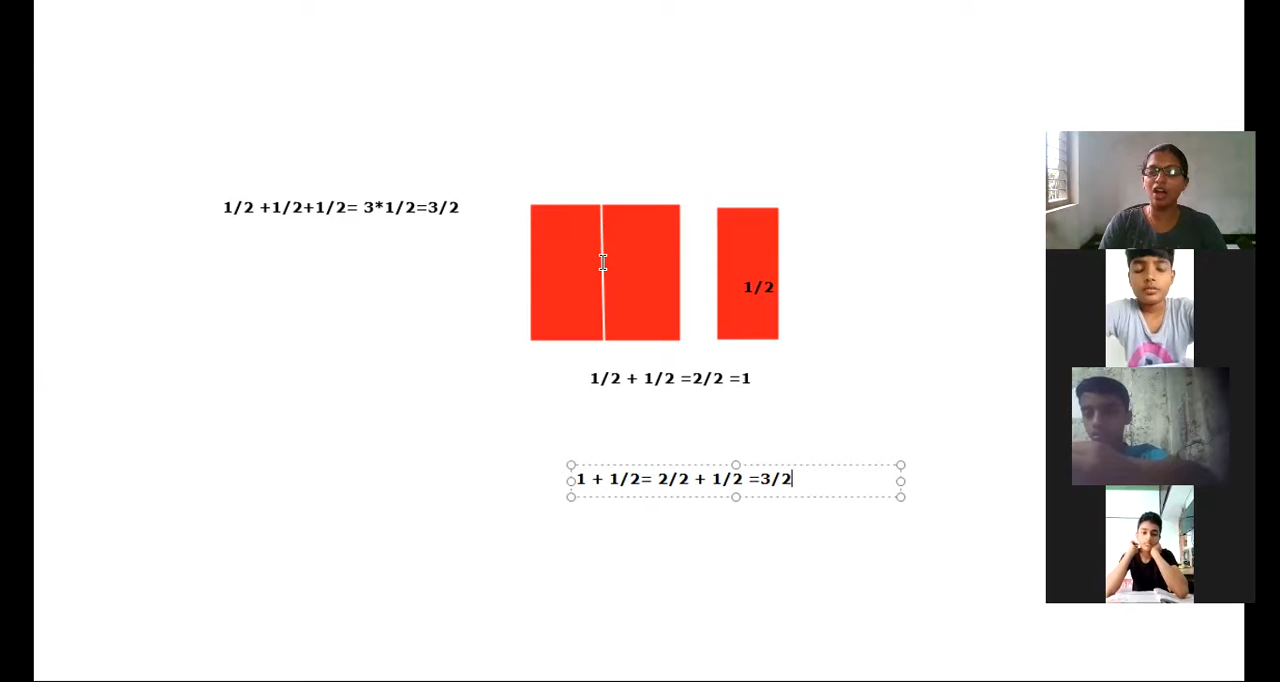 1/2 +1/2+1/2= 3*1/2=3/2
1/2
1/2 + 1/2 =2/2 =1
1 + 1/2= 2/2 + 1/2 =3/2